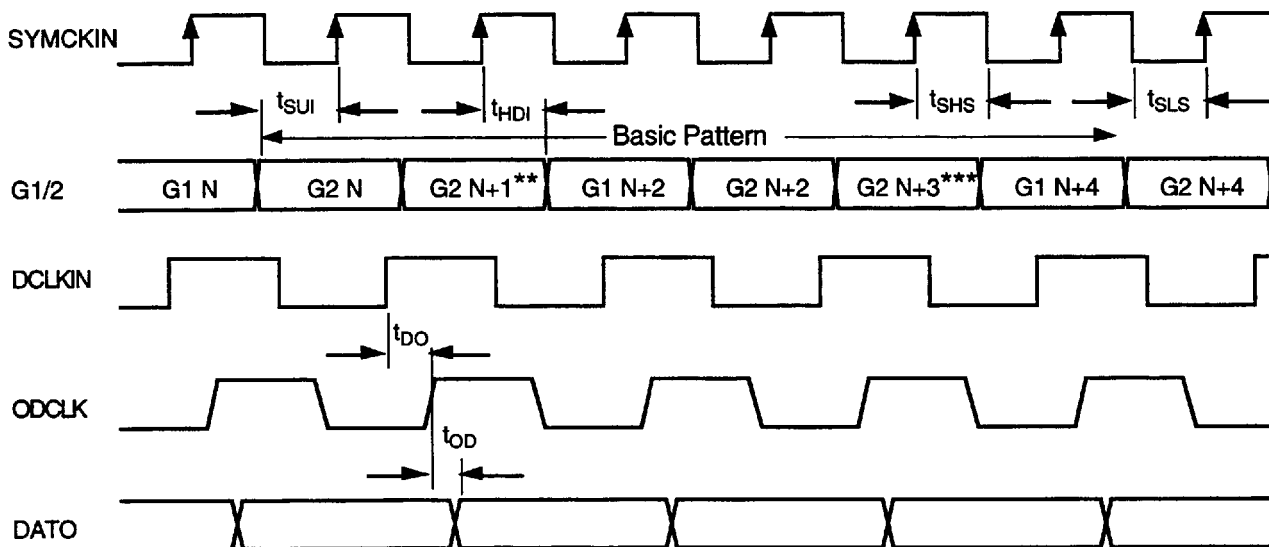 SYMCKIN
tSUI
tHDI
tSHS
tSLS
Basic Pattern
G1/2
G1 N
G2 N
G2 N+1**
G1 N+2
G2 N+2
G2 N+3***
G1 N+4
G2 N+4
DCLKIN
tDO
ODCLK
tOD
DATO